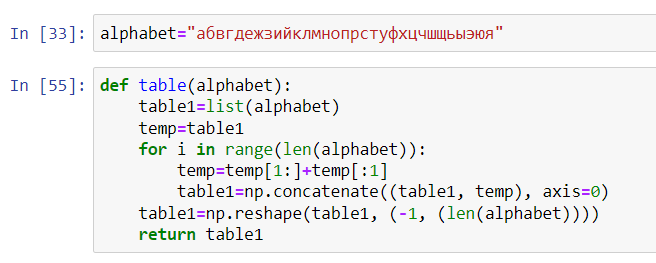 In [33]: alphabet="абвгдежзийклмнопрстуфхцчшщьыэюя"
In [55]: def table(alphabet):
    table1=list(alphabet)
    temp=table1
    for i in range(len(alphabet)):
        temp=temp[1:]+temp[:1]
        table1=np.concatenate((table1, temp), axis=0)
    table1=np.reshape(table1, (-1, (len(alphabet))))
    return table1